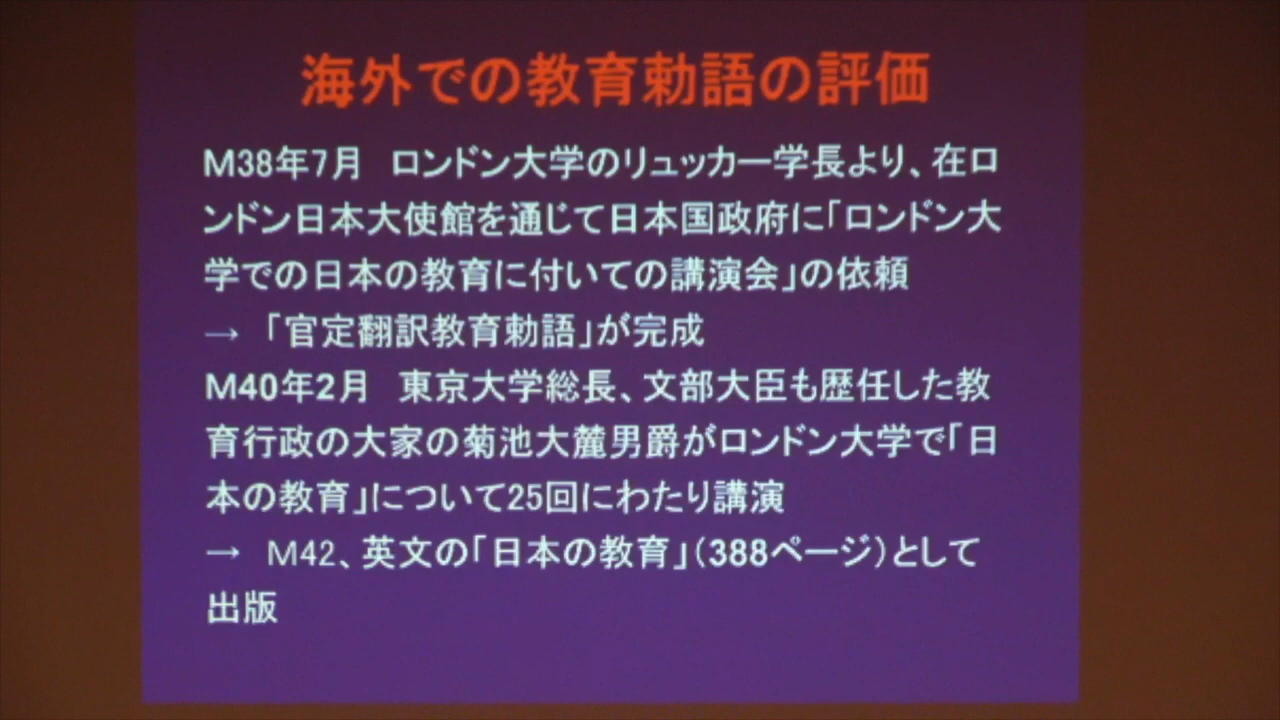 海外での教育勅語の評価
M38年7月　ロンドン大学のリュッカー学長より、在ロ
ンドン日本大使館を通じて日本国政府に「ロンドン大
学での日本の教育に付いての講演会」の依頼
→　「官定翻訳教育勅語」が完成
M40年2月　東京大学総長、文部大臣も歴任した教
育行政の大家の菊池大麓男爵がロンドン大学で「日
本の教育」について25回にわたり講演
→　M42、英文の「日本の教育」（388ページ）として
出版